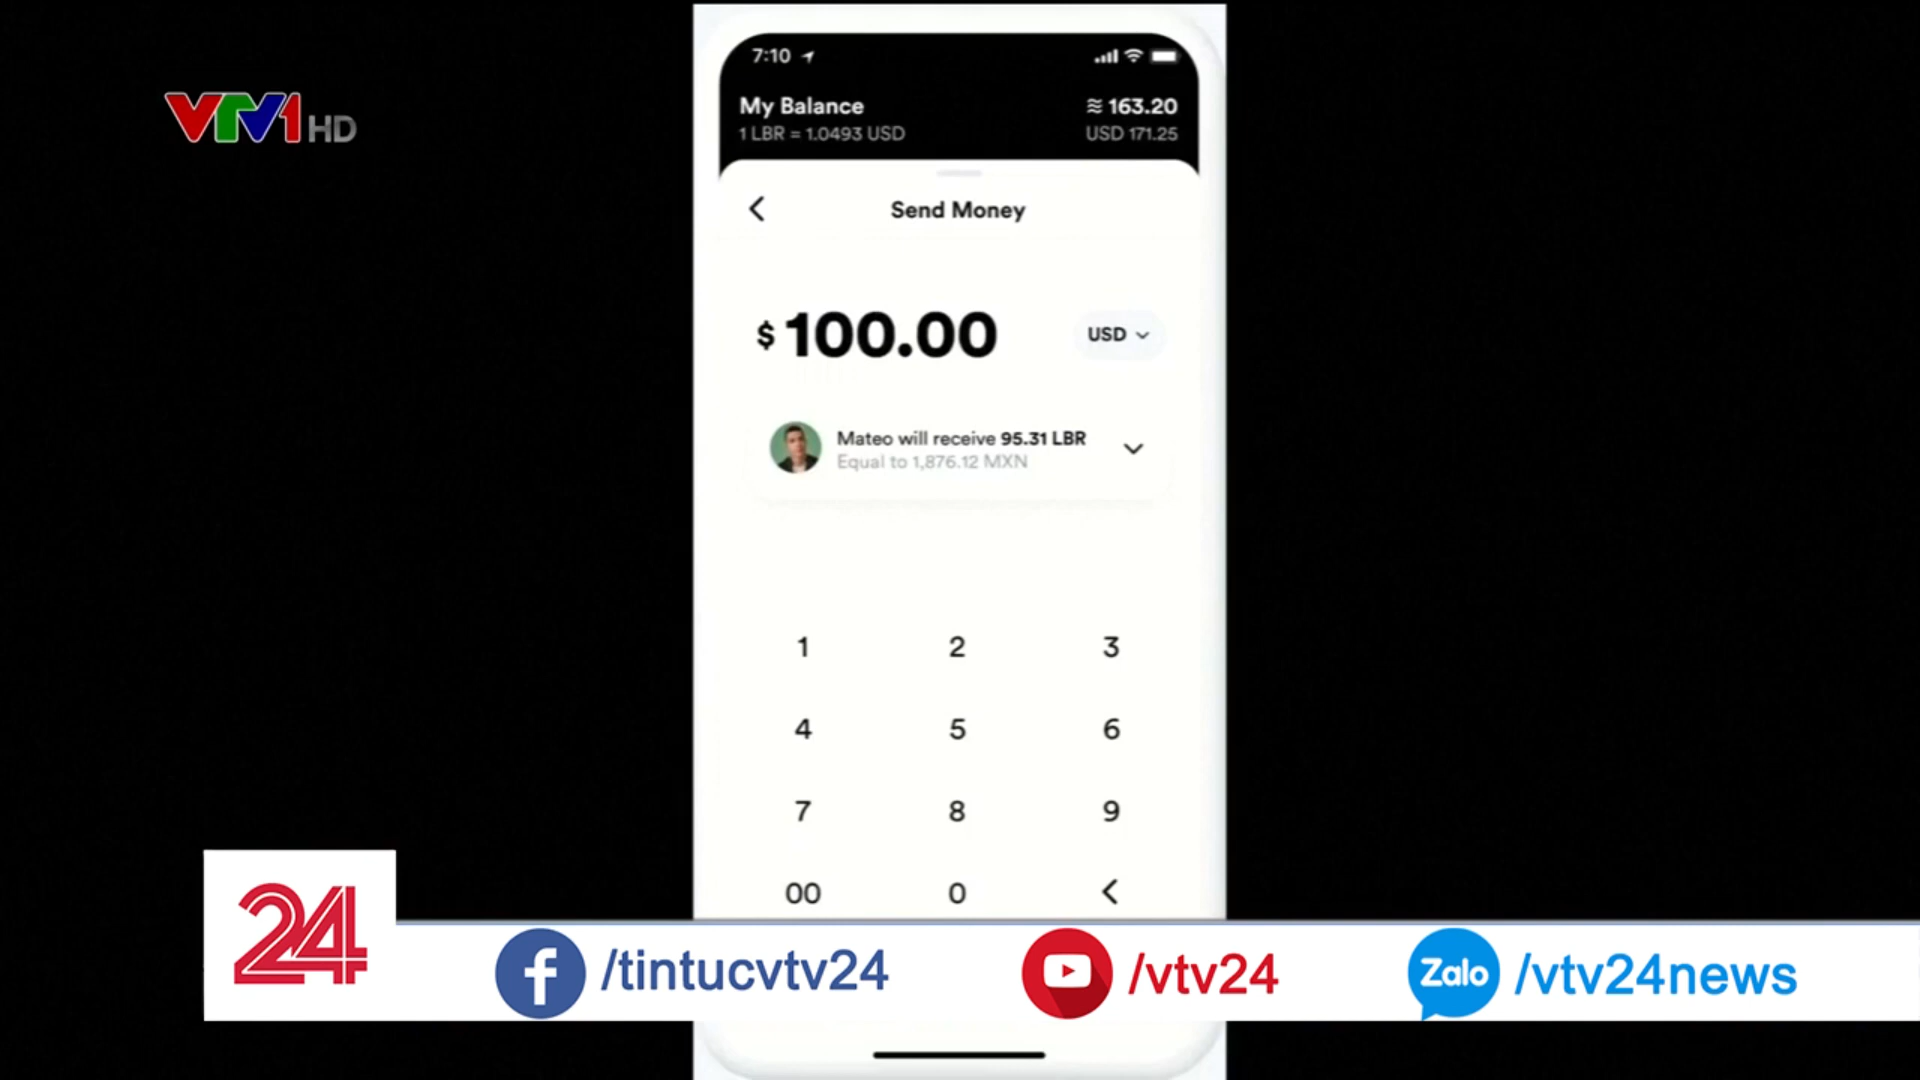 VTV1 HD
7:10
My Balance
≋ 163.20
1 LBR = 1.0493 USD
USD 171.25
Send Money
$ 100.00
USD
Mateo will receive 95.31 LBR
Equal to 1,876.12 MXN
1 2 3
4 5 6
7 8 9
00 0
24
/tintucvtv24
/vtv24
Zalo /vtv24news